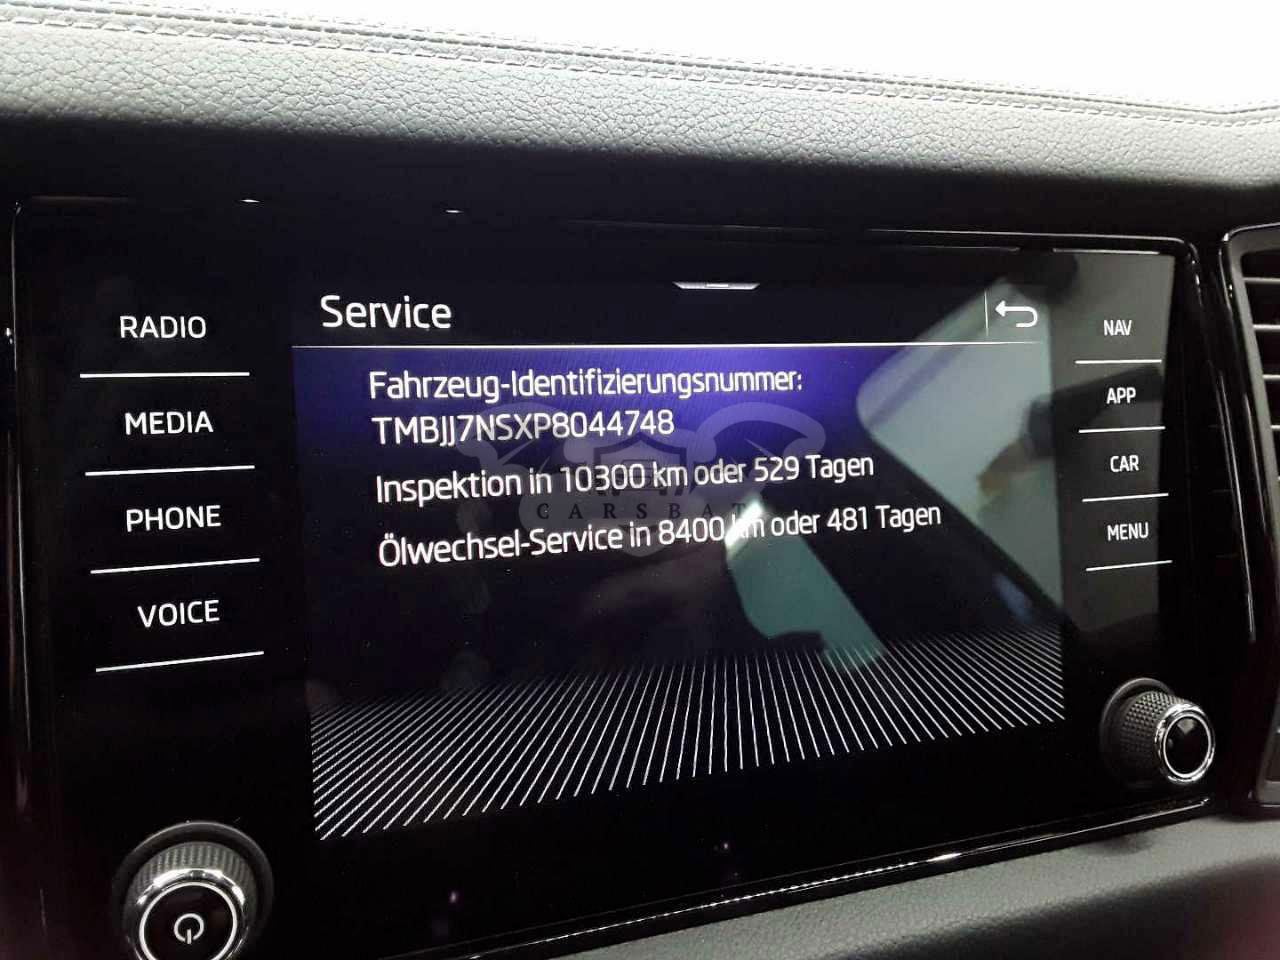 Service
RADIO
MEDIA
PHONE
VOICE
Fahrzeug-Identifizierungsnummer:
TMBJJ7NSXP8044748
Inspektion in 10300 km oder 529 Tagen
Ölwechsel-Service in 8400 km oder 481 Tagen
NAV
APP
CAR
MENU
CARSBAT